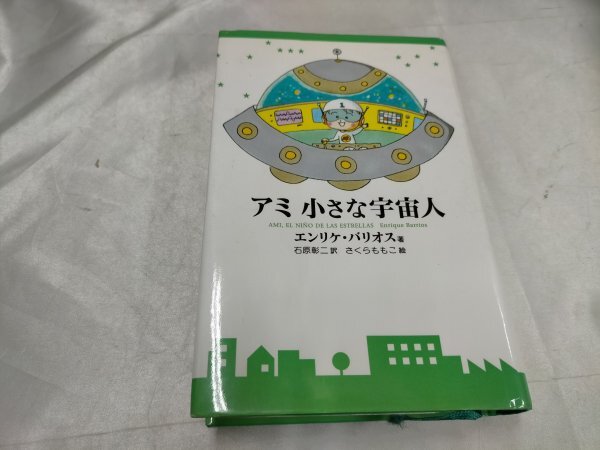 アミ 小さな宇宙人
AMI, EL NIÑO DE LAS ESTRELLAS Enrique Barrios
エンリケ・バリオス 著
石原彰二 訳 さくらももこ 絵